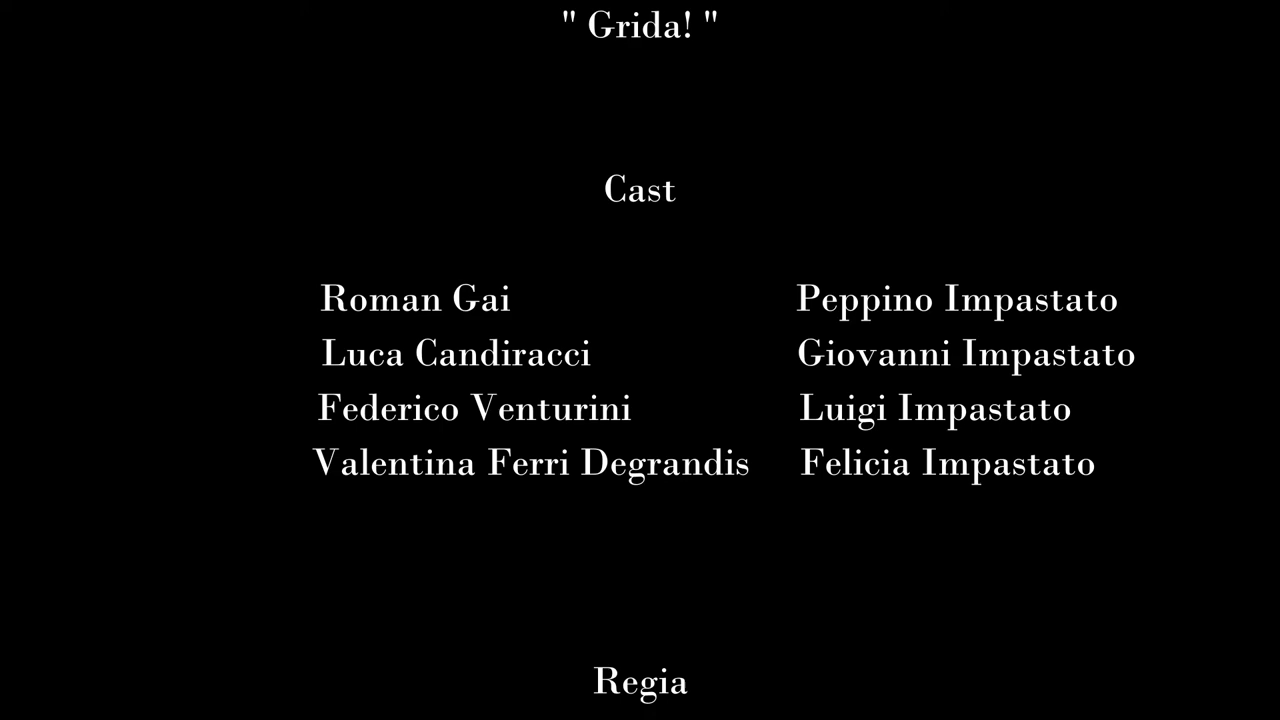 " Grida! "
Cast
Roman Gai Peppino Impastato
Luca Candiracci Giovanni Impastato
Federico Venturini Luigi Impastato
Valentina Ferri Degrandis Felicia Impastato
Regia